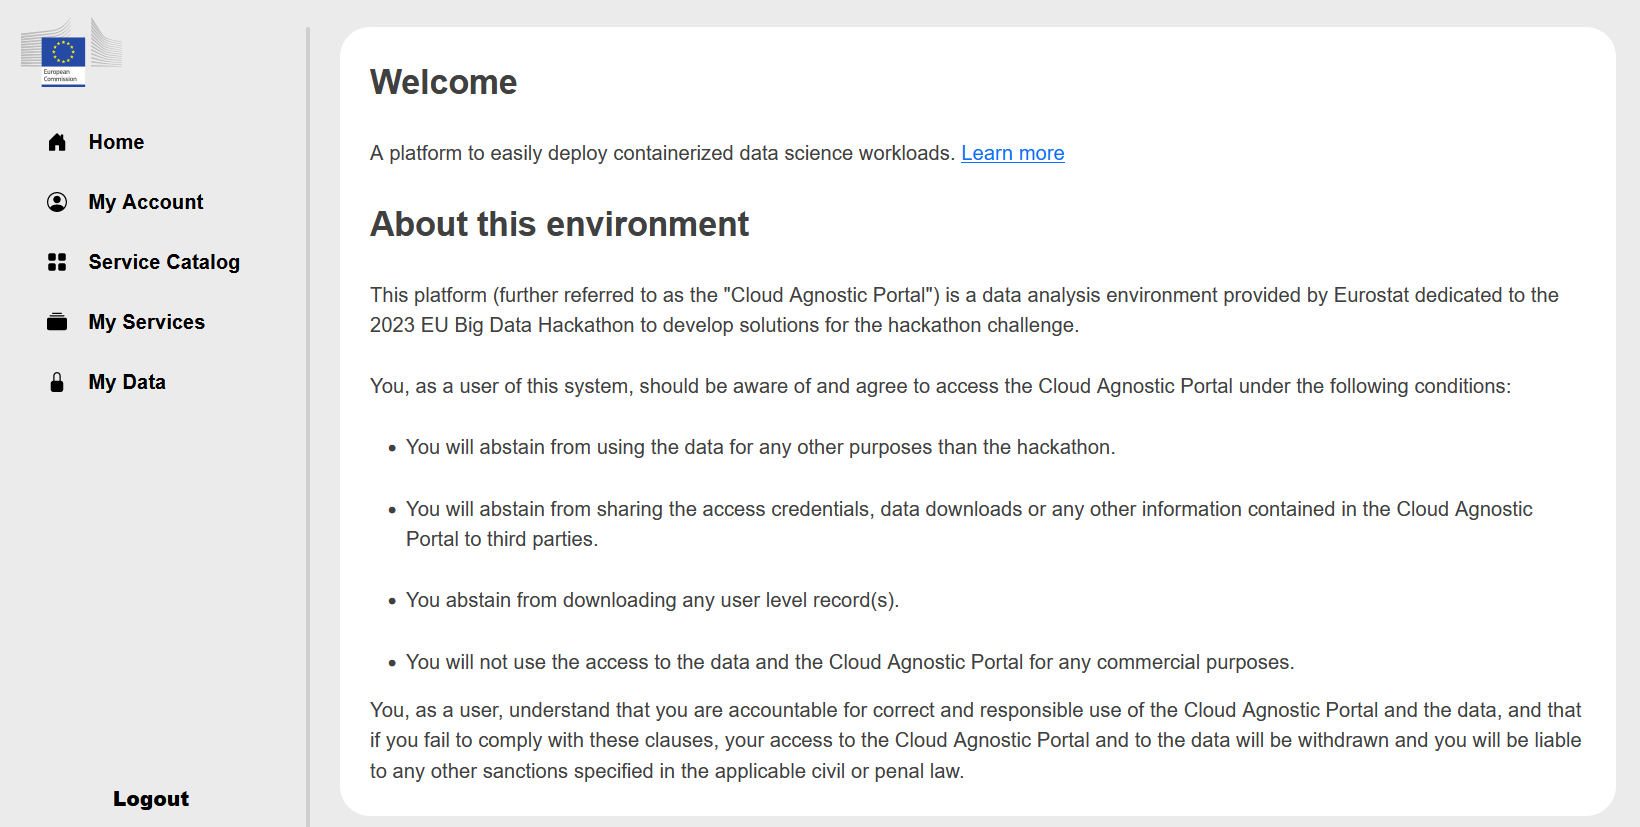 European
Commission
Home
My Account
Service Catalog
My Services
My Data
Logout
Welcome
A platform to easily deploy containerized data science workloads. Learn more
About this environment
This platform (further referred to as the "Cloud Agnostic Portal") is a data analysis environment provided by Eurostat dedicated to the
2023 EU Big Data Hackathon to develop solutions for the hackathon challenge.
You, as a user of this system, should be aware of and agree to access the Cloud Agnostic Portal under the following conditions:
• You will abstain from using the data for any other purposes than the hackathon.
• You will abstain from sharing the access credentials, data downloads or any other information contained in the Cloud Agnostic
Portal to third parties.
• You abstain from downloading any user level record(s).
• You will not use the access to the data and the Cloud Agnostic Portal for any commercial purposes.
You, as a user, understand that you are accountable for correct and responsible use of the Cloud Agnostic Portal and the data, and that
if you fail to comply with these clauses, your access to the Cloud Agnostic Portal and to the data will be withdrawn and you will be liable
to any other sanctions specified in the applicable civil or penal law.